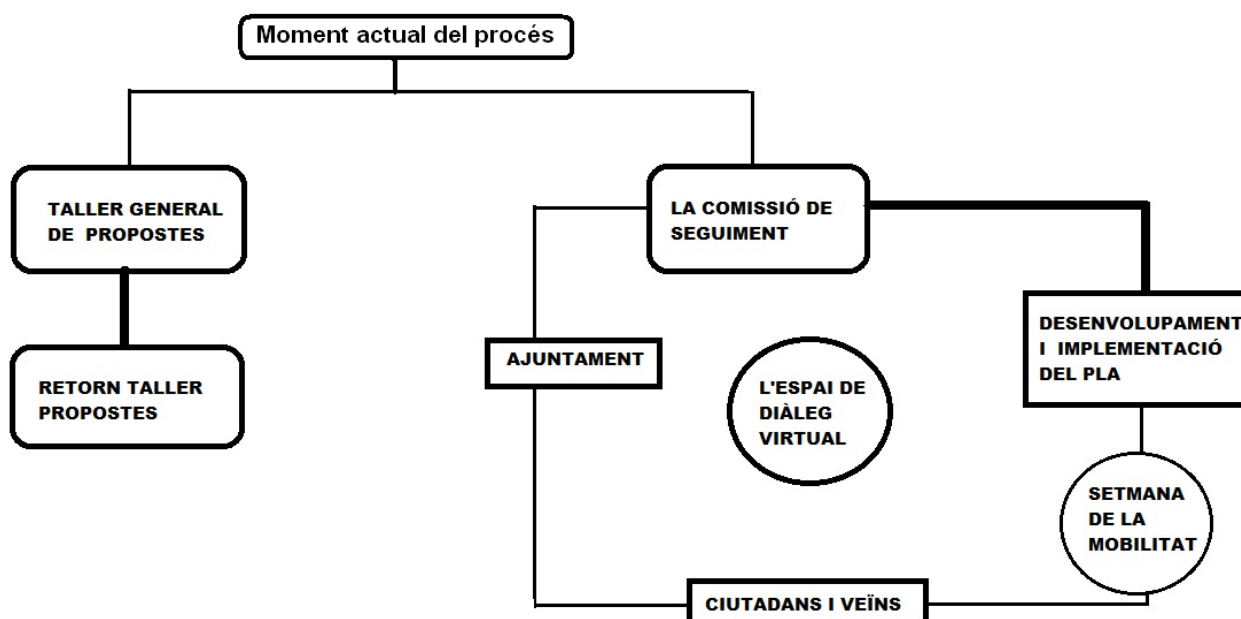 Moment actual del procés
TALLER GENERAL
DE PROPOSTES
LA COMISSIÓ DE
SEGUIMENT
RETORN TALLER
PROPOSTES
AJUNTAMENT
L'ESPAI DE
DIÀLEG
VIRTUAL
DESENVOLUPAMENT
I IMPLEMENTACIÓ
DEL PLA
SETMANA
DE LA
MOBILITAT
CIUTADANS I VEÏNS